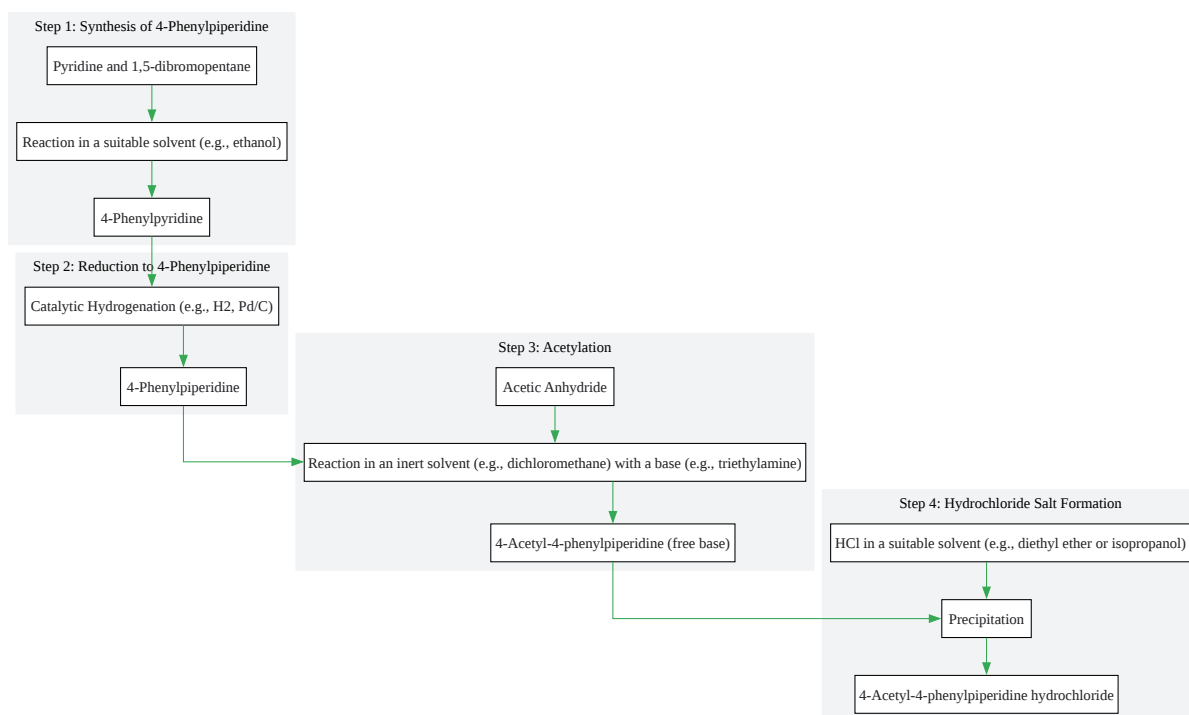 Step 1: Synthesis of 4-Phenylpiperidine
Pyridine and 1,5-dibromopentane
Reaction in a suitable solvent (e.g., ethanol)
4-Phenylpyridine
Step 2: Reduction to 4-Phenylpiperidine
Catalytic Hydrogenation (e.g., H2, Pd/C)
4-Phenylpiperidine
Step 3: Acetylation
Acetic Anhydride
Reaction in an inert solvent (e.g., dichloromethane) with a base (e.g., triethylamine)
4-Acetyl-4-phenylpiperidine (free base)
Step 4: Hydrochloride Salt Formation
HCl in a suitable solvent (e.g., diethyl ether or isopropanol)
Precipitation
4-Acetyl-4-phenylpiperidine hydrochloride